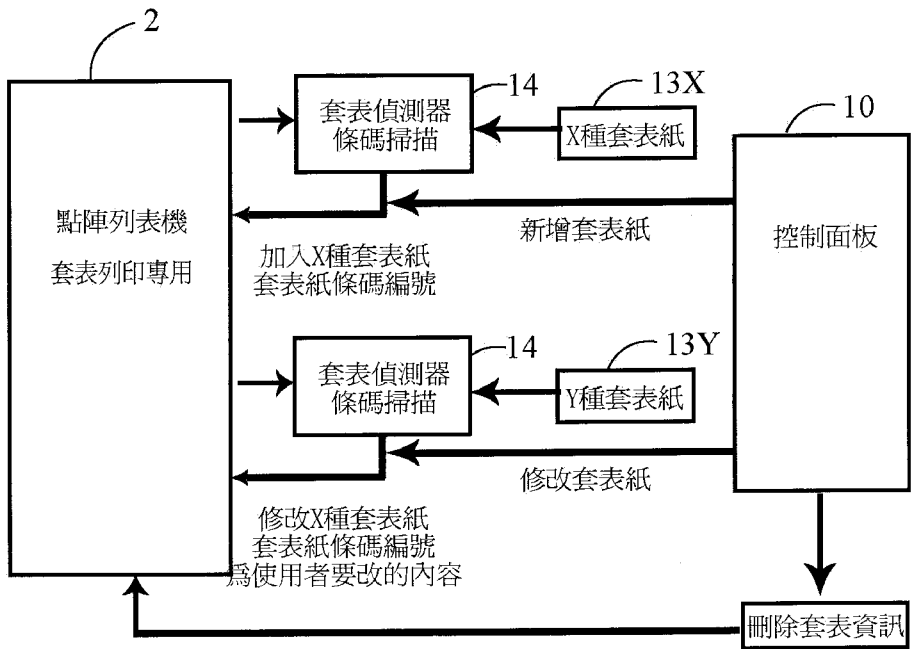 2
點陣列表機
套表列印專用
套表偵測器
條碼掃描
14
13X
X種套表紙
10
控制面板
新增套表紙
加入X種套表紙
套表紙條碼編號
套表偵測器
條碼掃描
14
13Y
Y種套表紙
修改套表紙
修改X種套表紙
套表紙條碼編號
爲使用者要改的內容
刪除套表資訊